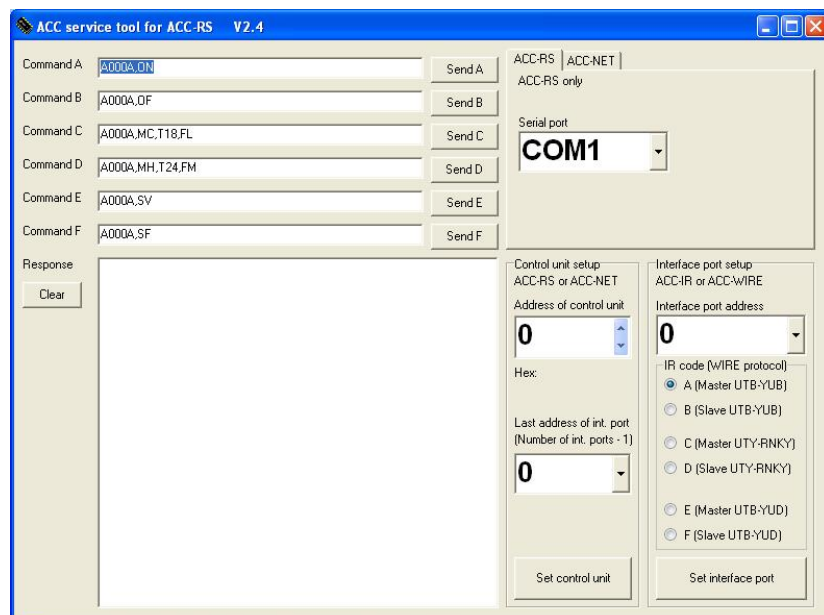 ACC service tool for ACC-RS V2.4
Command A A000A,ON Send A
Command B A000A,OF Send B
Command C A000A,MC,T18,FL Send C
Command D A000A,MH,T24,FM Send D
Command E A000A,SV Send E
Command F A000A,SF Send F
Response
Clear
ACC-RS ACC-NET
ACC-RS only
Serial port
COM1
Control unit setup
ACC-RS or ACC-NET
Address of control unit
0
Hex:
Last address of int. port
(Number of int. ports - 1)
0
Set control unit
Interface port setup
ACC-IR or ACC-WIRE
Interface port address
0
IR code (WIRE protocol)
A (Master UTB-YUB)
B (Slave UTB-YUB)
C (Master UTY-RNKY)
D (Slave UTY-RNKY)
E (Master UTB-YUD)
F (Slave UTB-YUD)
Set interface port